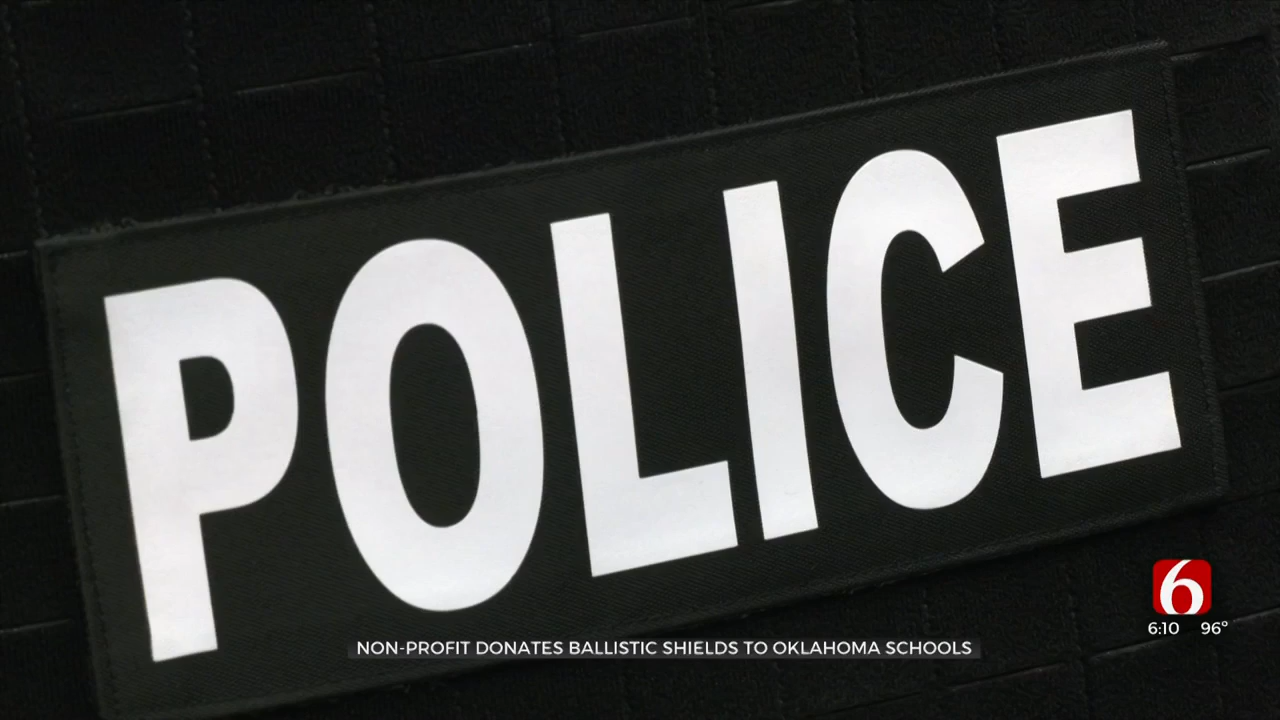 POLICE
6
6:10 96°
NON-PROFIT DONATES BALLISTIC SHIELDS TO OKLAHOMA SCHOOLS